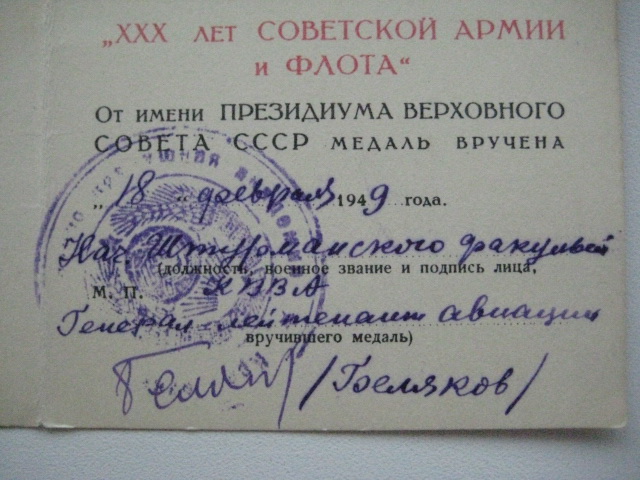 „XXX ЛЕТ СОВЕТСКОЙ АРМИИ
И ФЛОТА“
ОТ ИМЕНИ ПРЕЗИДИУМА ВЕРХОВНОГО
СОВЕТА СССР МЕДАЛЬ ВРУЧЕНА
„18“ февраля 1949 года.
Нач Штурманского факультета
(должность, военное звание и подпись лица,
М. П. КВВА
Генерал-лейтенант авиации
вручившего медаль)
/Беляков/